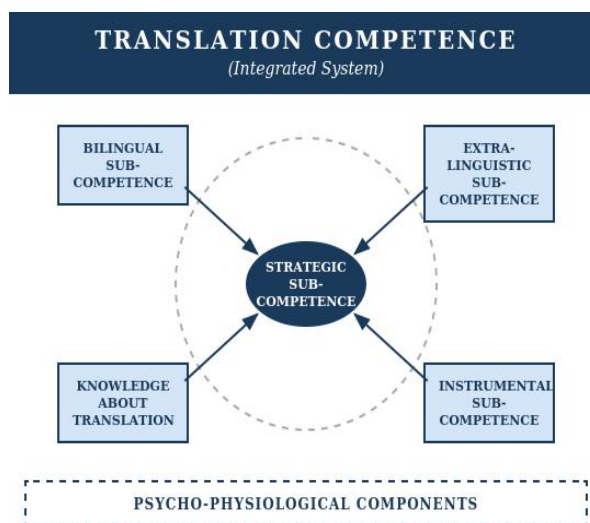 TRANSLATION COMPETENCE
(Integrated System)
BILINGUAL
SUB-
COMPETENCE
EXTRA-
LINGUISTIC
SUB-
COMPETENCE
STRATEGIC
SUB-
COMPETENCE
KNOWLEDGE
ABOUT
TRANSLATION
INSTRUMENTAL
SUB-
COMPETENCE
PSYCHO-PHYSIOLOGICAL COMPONENTS